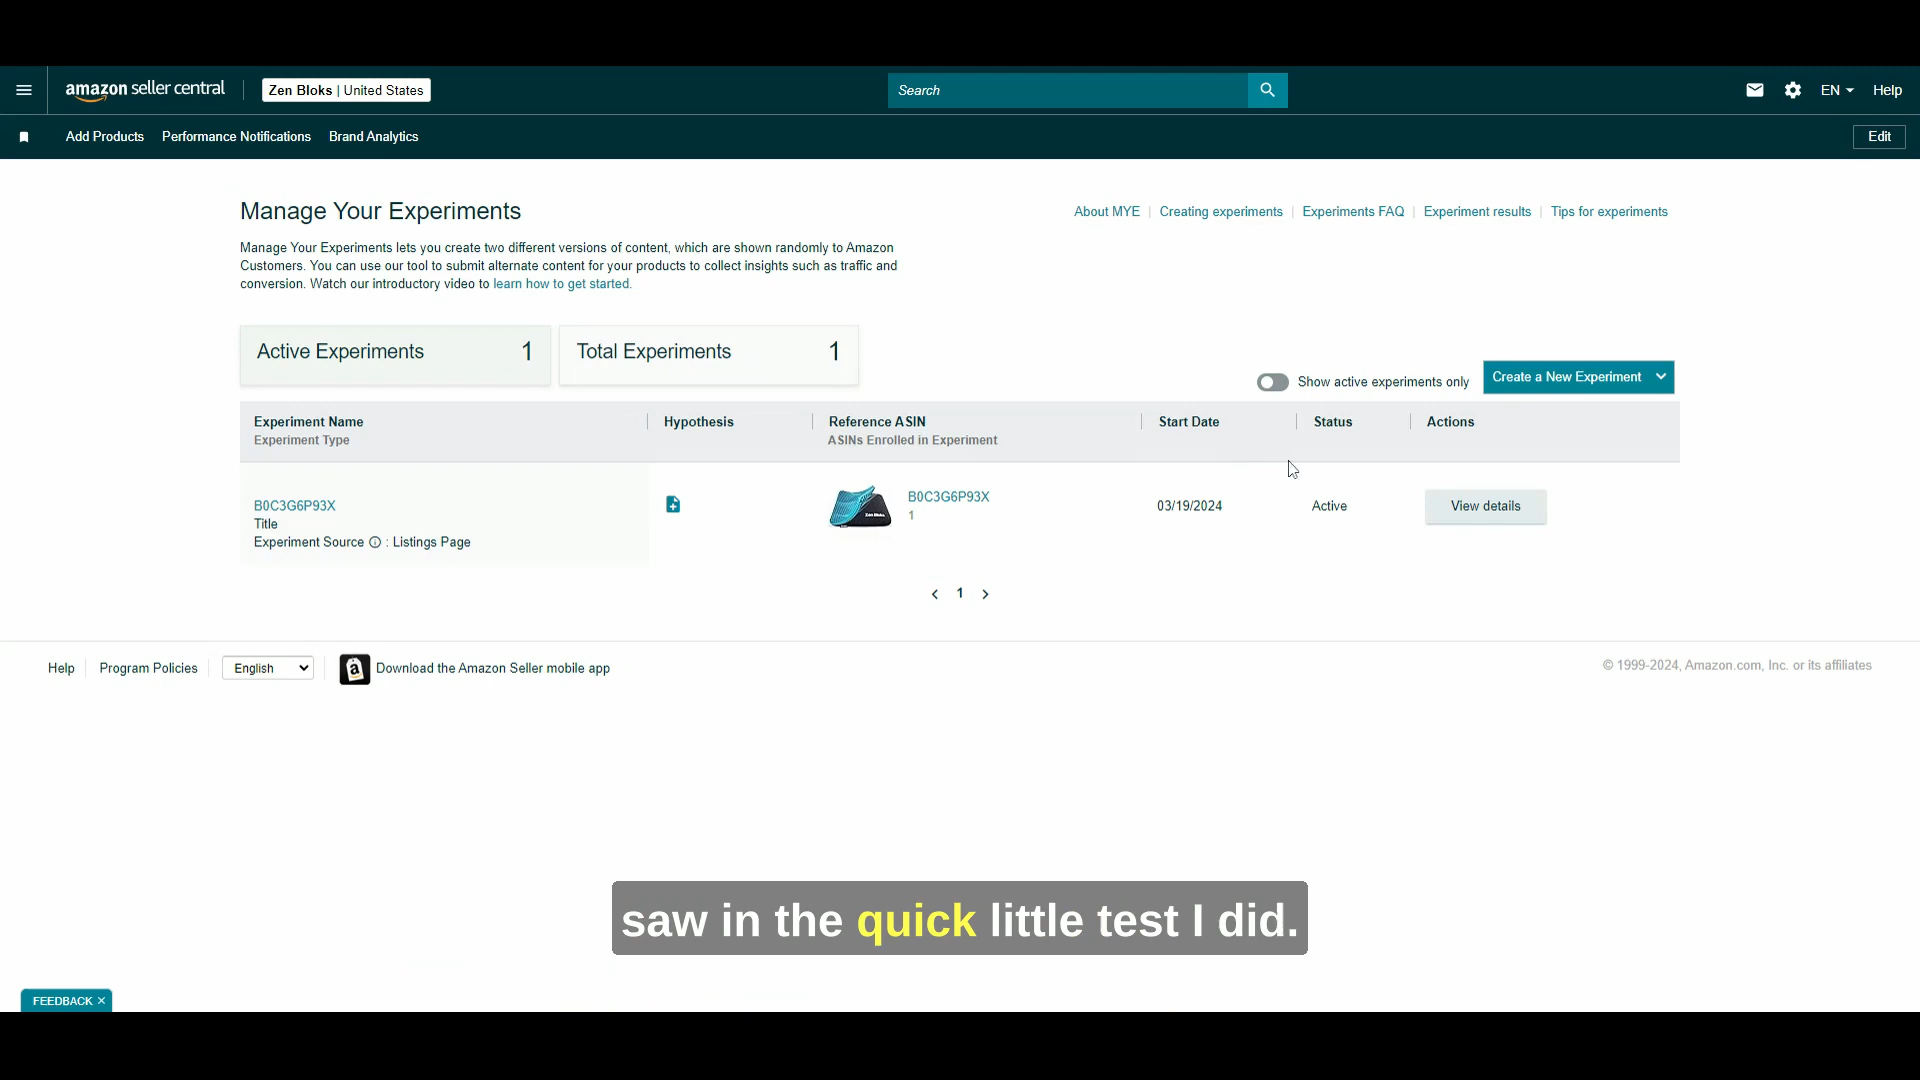 amazon seller central
Zen Bloks | United States
Search
EN
Help
Add Products
Performance Notifications
Brand Analytics
Edit
Manage Your Experiments
About MYE
Creating experiments
Experiments FAQ
Experiment results
Tips for experiments
Manage Your Experiments lets you create two different versions of content, which are shown randomly to Amazon
Customers. You can use our tool to submit alternate content for your products to collect insights such as traffic and
conversion. Watch our introductory video to learn how to get started.
Active Experiments 1
Total Experiments 1
Show active experiments only
Create a New Experiment
Experiment Name
Experiment Type
Hypothesis
Reference ASIN
ASINs Enrolled in Experiment
Start Date
Status
Actions
B0C3G6P93X
Title
Experiment Source : Listings Page
Zen Bloks
B0C3G6P93X
1
03/19/2024
Active
View details
1
Help
Program Policies
English
a
Download the Amazon Seller mobile app
© 1999-2024, Amazon.com, Inc. or its affiliates
saw in the quick little test I did.
FEEDBACK ×